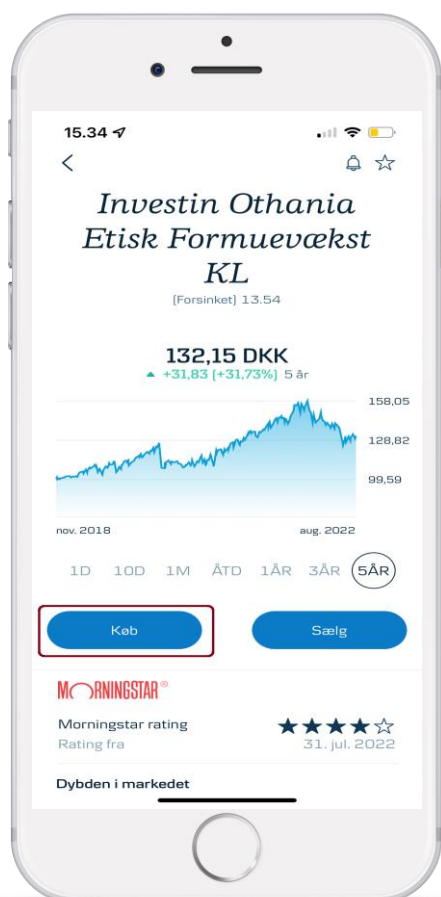 15.34
Investin Othania
Etisk Formuevækst
KL
(Forsinket) 13.54
132,15 DKK
+31,83 (+31,73%) 5 år
158,05
128,82
99,59
nov. 2018 aug. 2022
1D 10D 1M ÅTD 1ÅR 3ÅR 5ÅR
Køb Sælg
MORNINGSTAR®
Morningstar rating
Rating fra 31. jul. 2022
Dybden i markedet